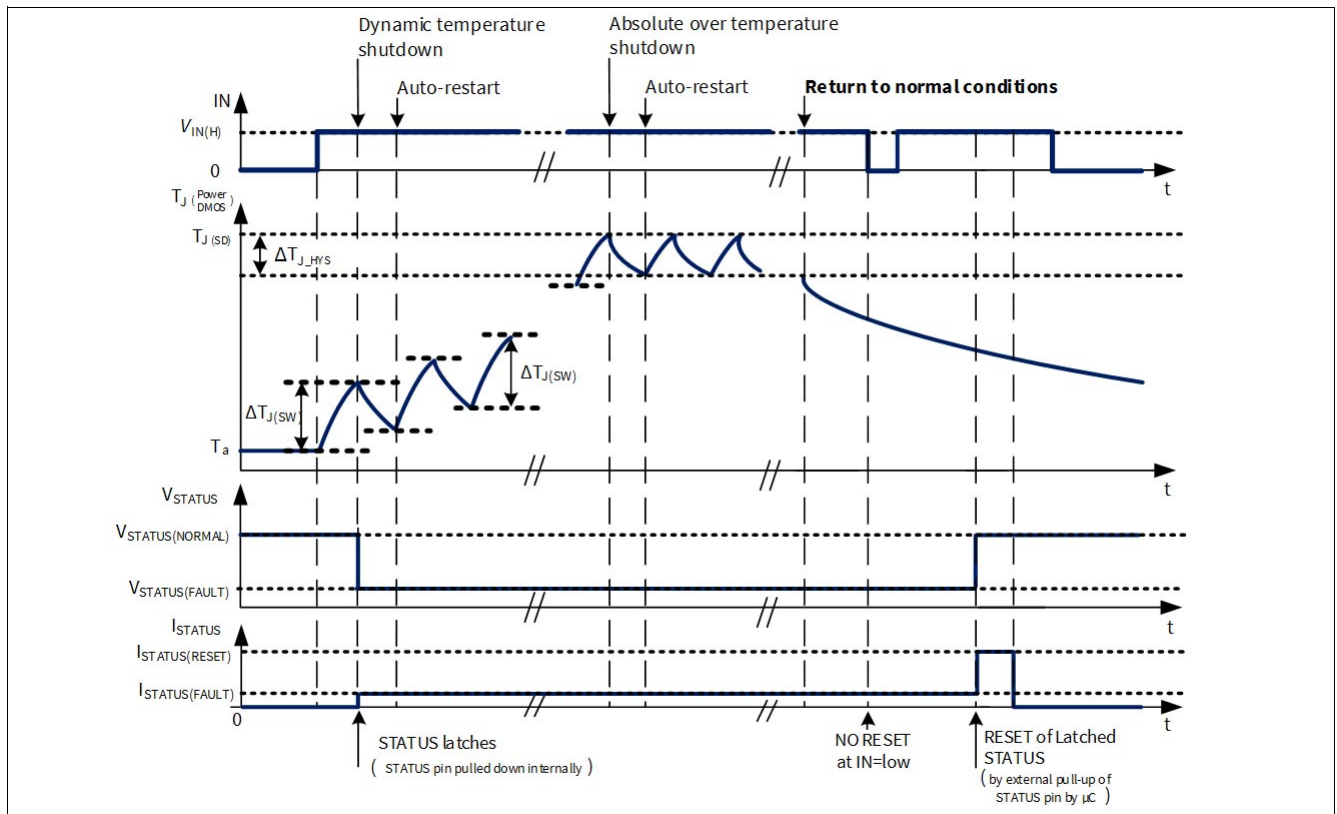 Dynamic temperature
shutdown
Absolute over temperature
shutdown
Auto-restart
Auto-restart
Return to normal conditions
IN
VIN(H)
0
t
TJ (Power
DMOS)
TJ (SD)
ΔTJ_HYS
ΔTJ(SW)
ΔTJ(SW)
Ta
t
VSTATUS
VSTATUS(NORMAL)
VSTATUS(FAULT)
t
ISTATUS
ISTATUS(RESET)
ISTATUS(FAULT)
0
t
STATUS latches
( STATUS pin pulled down internally )
NO RESET
at IN=low
RESET of Latched
STATUS
( by external pull-up of
STATUS pin by µC )